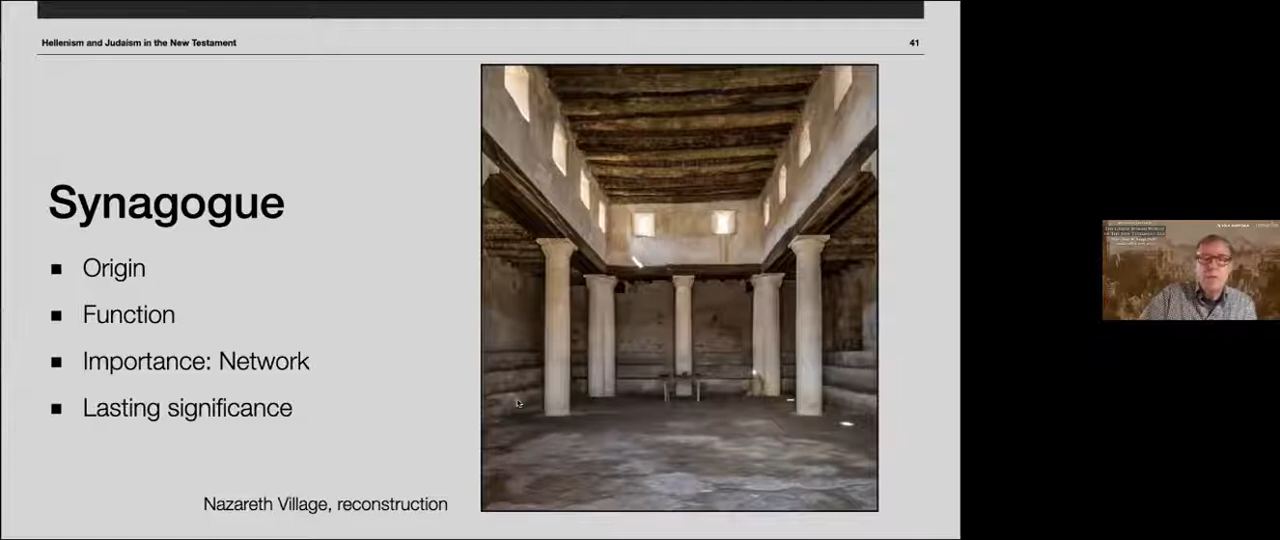 Hellenism and Judaism in the New Testament
41
Synagogue
Origin
Function
Importance: Network
Lasting significance
Nazareth Village, reconstruction